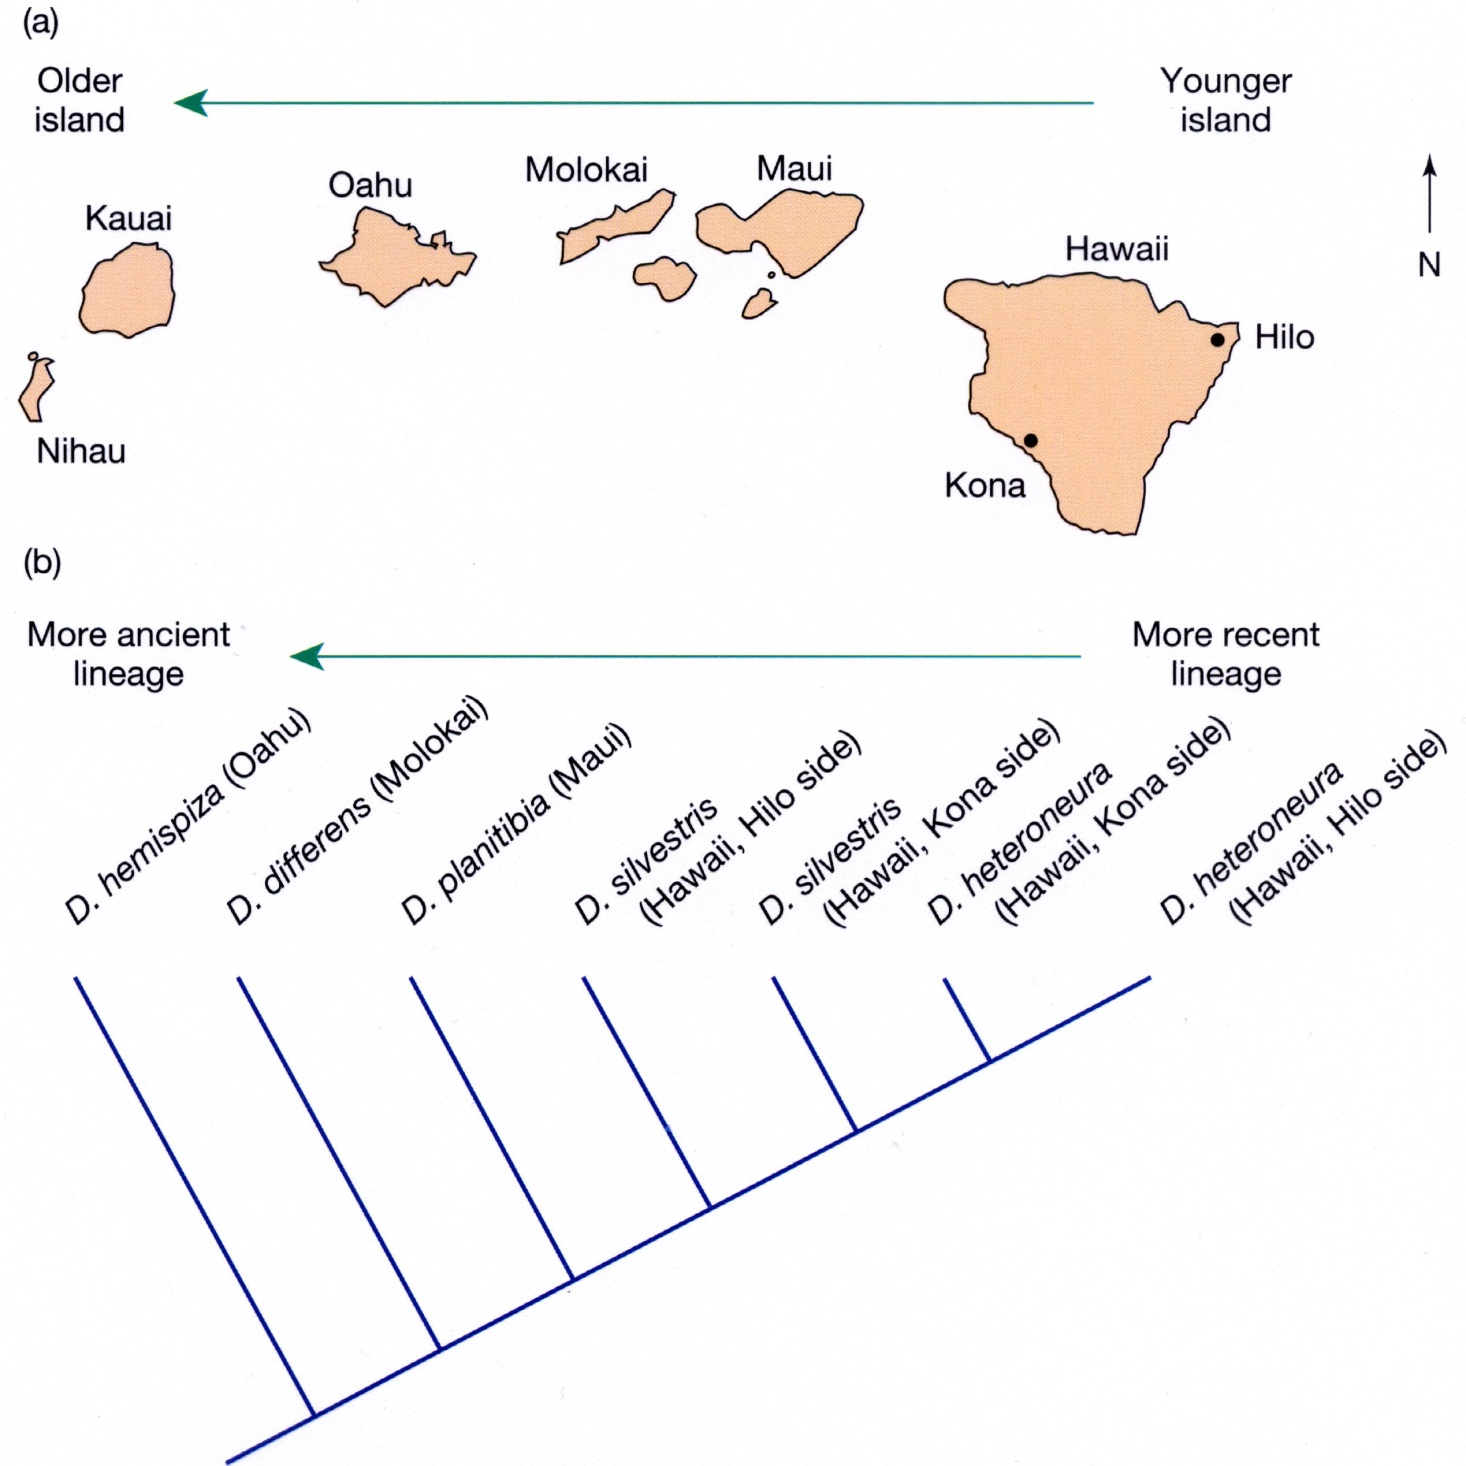 (a)
Older
island
Younger
island
Kauai
Oahu
Molokai
Maui
Hawaii
N
Hilo
Kona
Nihau
(b)
More ancient
lineage
More recent
lineage
D. hemispiza (Oahu)
D. differens (Molokai)
D. planitibia (Maui)
D. silvestris
(Hawaii, Hilo side)
D. silvestris
(Hawaii, Kona side)
D. heteroneura
(Hawaii, Kona side)
D. heteroneura
(Hawaii, Hilo side)